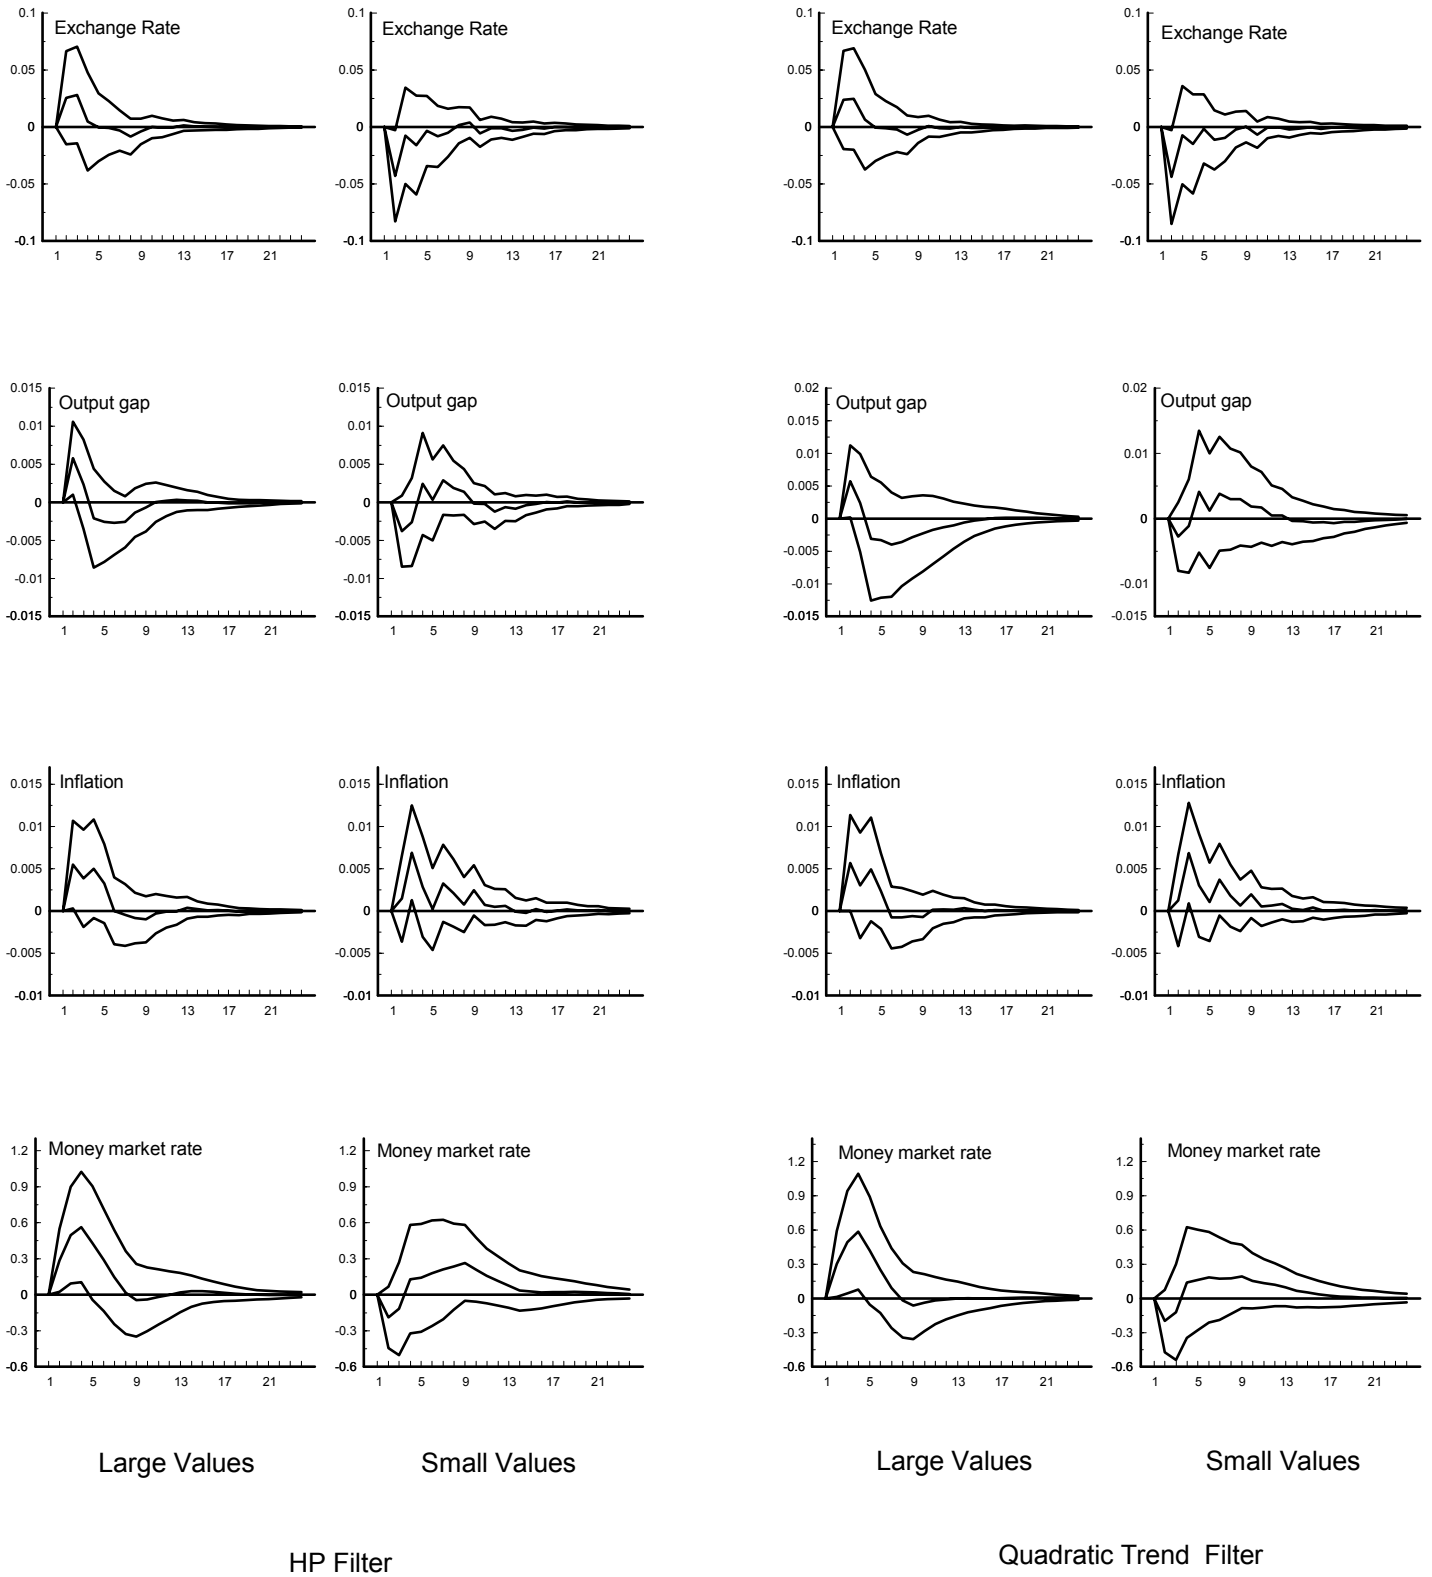 Exchange Rate
0.1
0.05
0
-0.05
-0.1
1 5 9 13 17 21
Exchange Rate
0.1
0.05
0
-0.05
-0.1
1 5 9 13 17 21
Exchange Rate
0.1
0.05
0
-0.05
-0.1
1 5 9 13 17 21
Exchange Rate
0.1
0.05
0
-0.05
-0.1
1 5 9 13 17 21
Output gap
0.015
0.01
0.005
0
-0.005
-0.01
-0.015
1 5 9 13 17 21
Output gap
0.015
0.01
0.005
0
-0.005
-0.01
-0.015
1 5 9 13 17 21
Output gap
0.02
0.015
0.01
0.005
0
-0.005
-0.01
-0.015
1 5 9 13 17 21
Output gap
0.02
0.015
0.01
0.005
0
-0.005
-0.01
-0.015
1 5 9 13 17 21
Inflation
0.015
0.01
0.005
0
-0.005
-0.01
1 5 9 13 17 21
Inflation
0.015
0.01
0.005
0
-0.005
-0.01
1 5 9 13 17 21
Inflation
0.015
0.01
0.005
0
-0.005
-0.01
1 5 9 13 17 21
Inflation
0.015
0.01
0.005
0
-0.005
-0.01
1 5 9 13 17 21
Money market rate
1.2
0.9
0.6
0.3
0
-0.3
-0.6
1 5 9 13 17 21
Money market rate
1.2
0.9
0.6
0.3
0
-0.3
-0.6
1 5 9 13 17 21
Money market rate
1.2
0.9
0.6
0.3
0
-0.3
-0.6
1 5 9 13 17 21
Money market rate
1.2
0.9
0.6
0.3
0
-0.3
-0.6
1 5 9 13 17 21
Large Values
Small Values
Large Values
Small Values
HP Filter
Quadratic Trend Filter